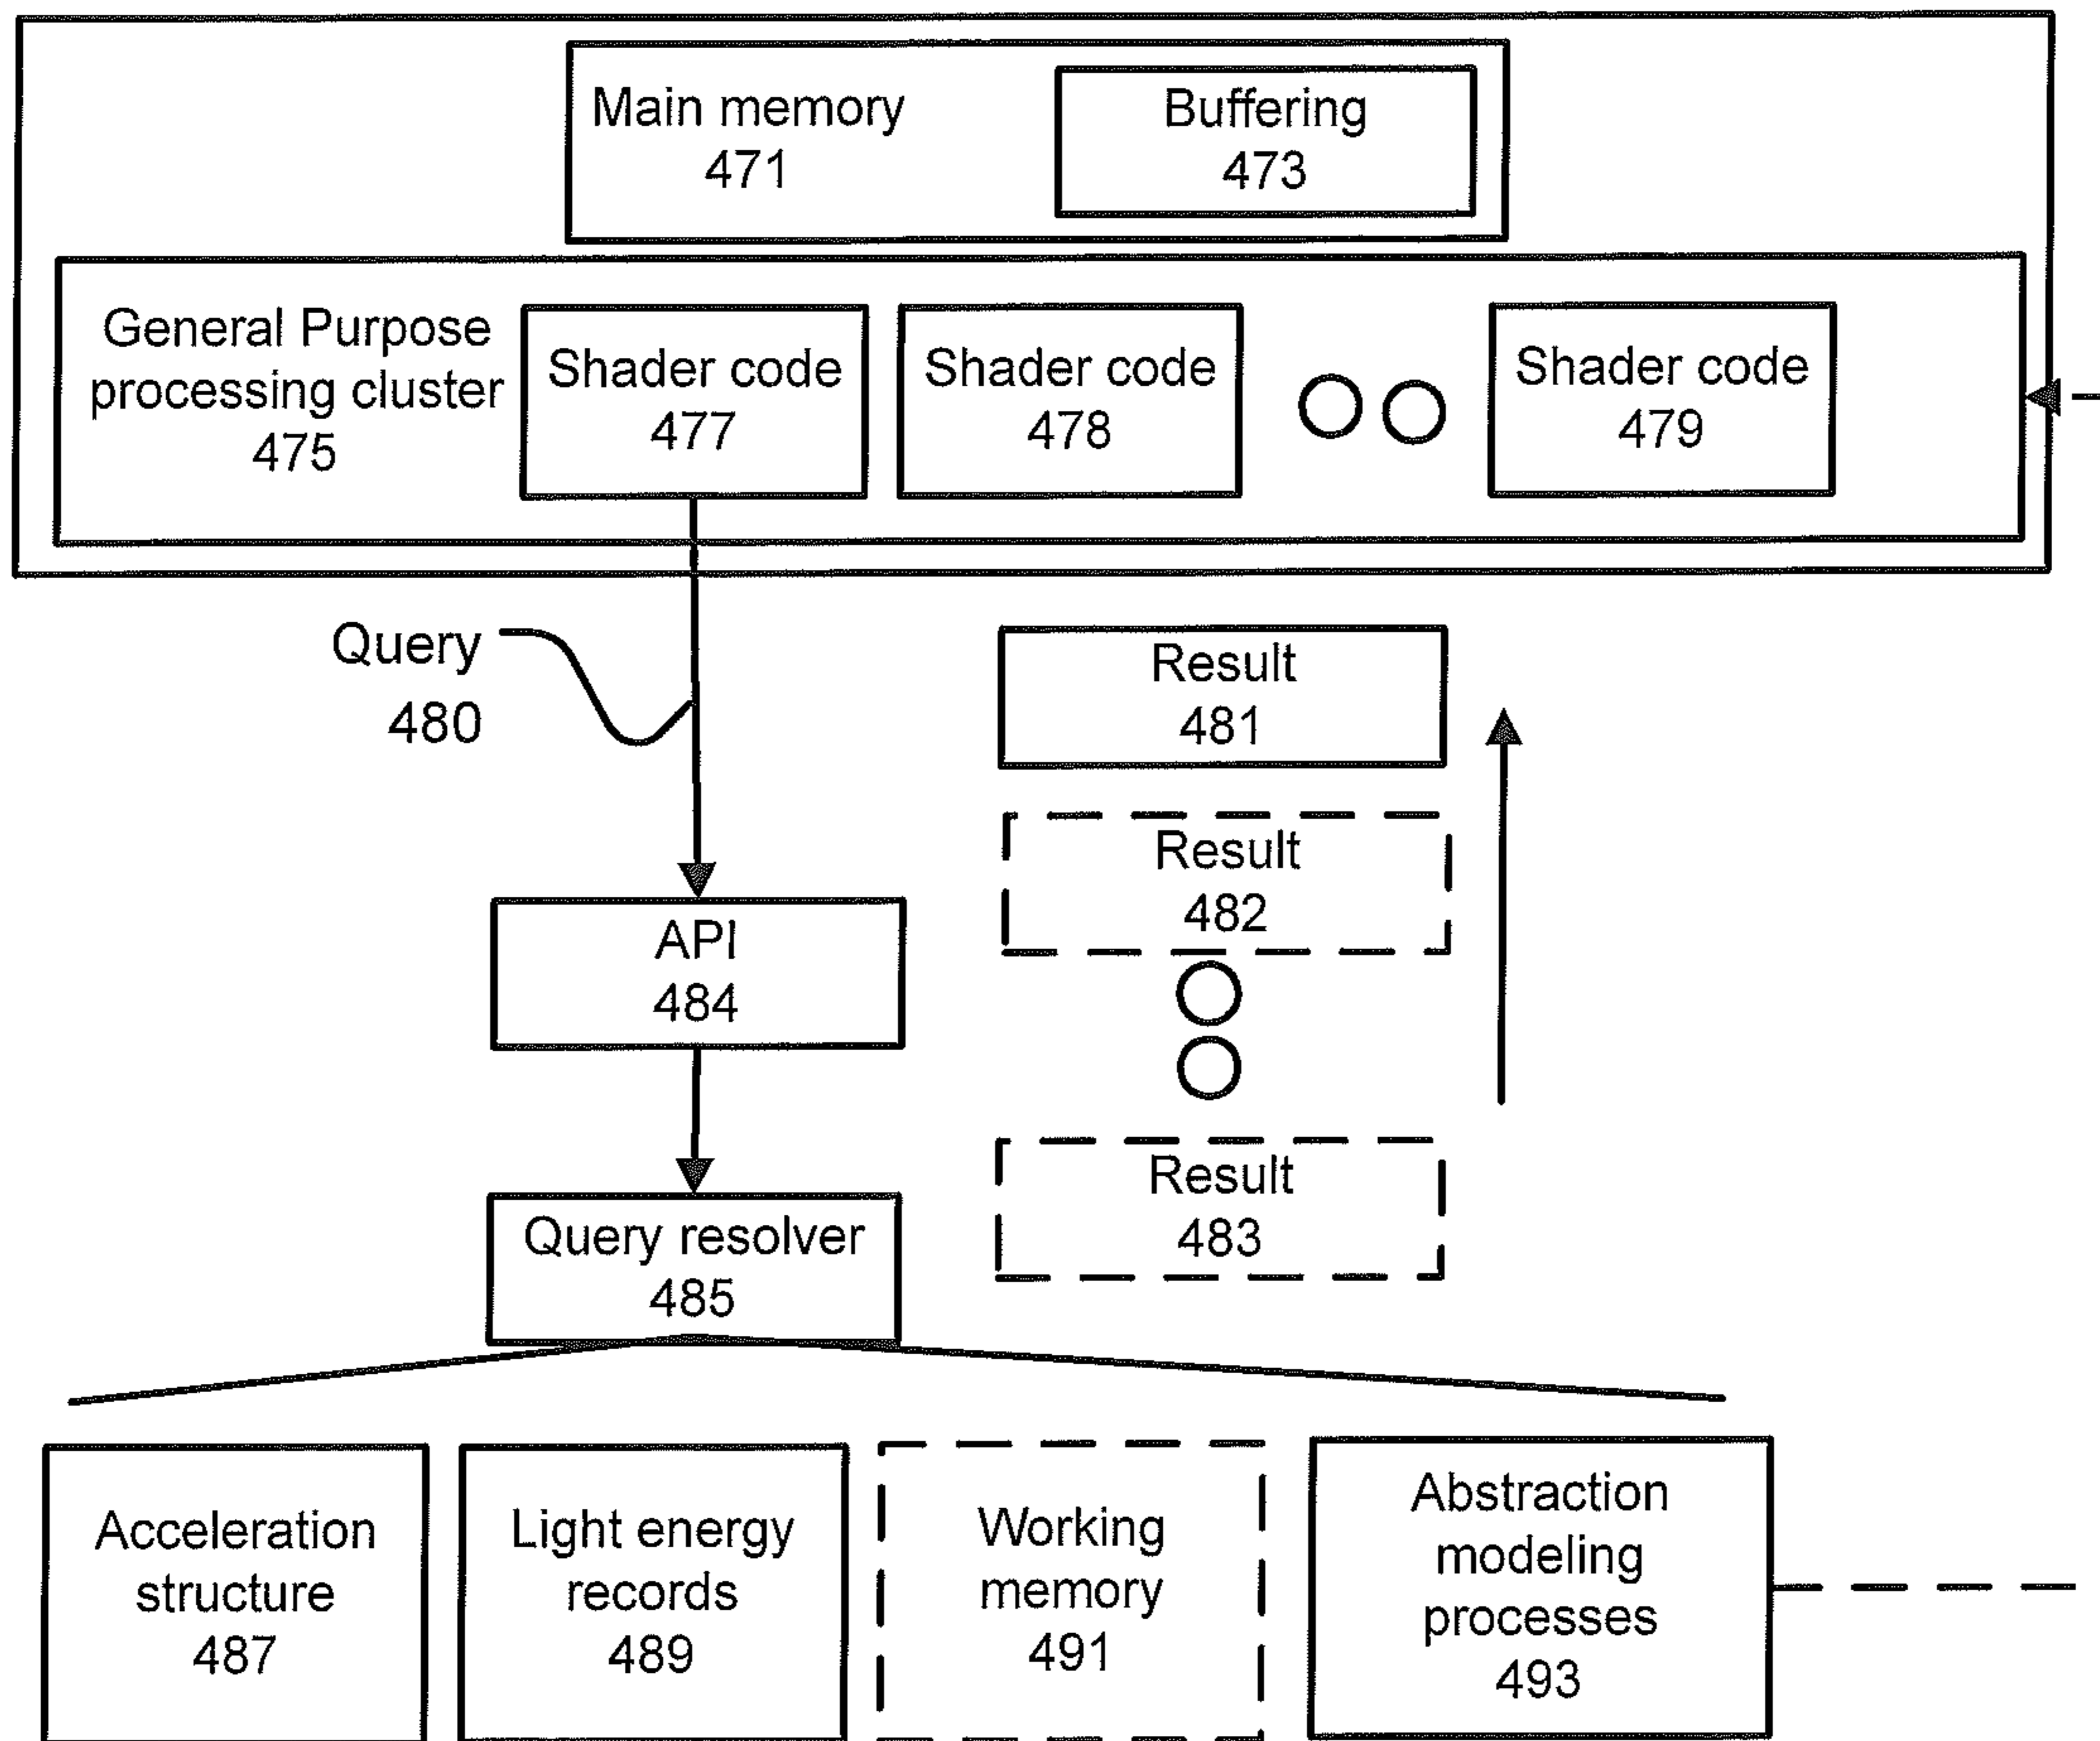 Main memory
471
Buffering
473
General Purpose
processing cluster
475
Shader code
477
Shader code
478
Shader code
479
Query
480
Result
481
Result
482
API
484
Result
483
Query resolver
485
Acceleration
structure
487
Light energy
records
489
Working
memory
491
Abstraction
modeling
processes
493